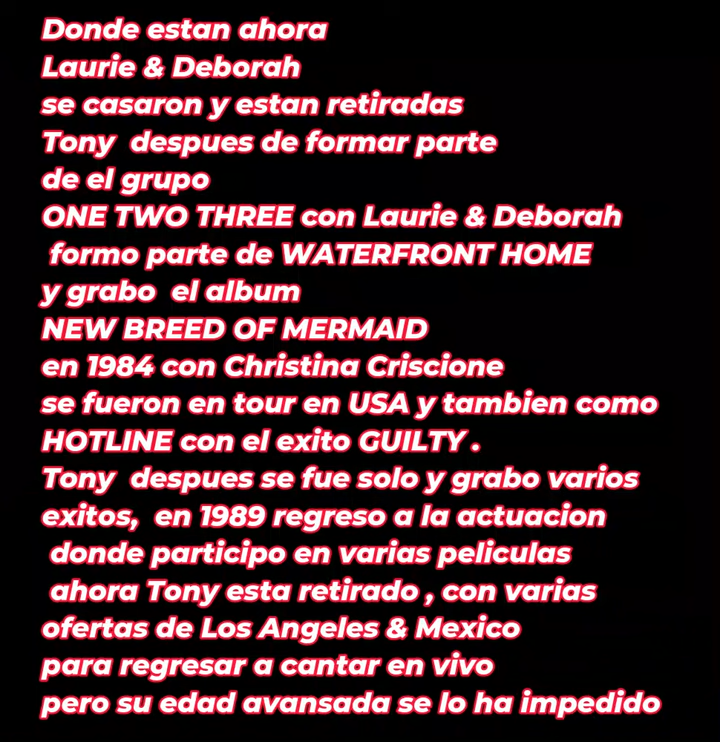 Donde estan ahora
Laurie & Deborah
se casaron y estan retiradas
Tony despues de formar parte
de el grupo
ONE TWO THREE con Laurie & Deborah
formo parte de WATERFRONT HOME
y grabo el album
NEW BREED OF MERMAID
en 1984 con Christina Criscione
se fueron en tour en USA y tambien como
HOTLINE con el exito GUILTY .
Tony despues se fue solo y grabo varios
exitos, en 1989 regreso a la actuacion
donde participo en varias peliculas
ahora Tony esta retirado , con varias
ofertas de Los Angeles & Mexico
para regresar a cantar en vivo
pero su edad avansada se lo ha impedido